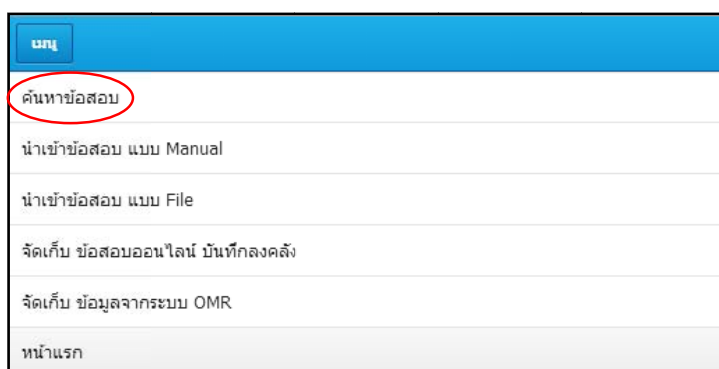 เมนู
ค้นหาข้อสอบ
นำเข้าข้อสอบ แบบ Manual
นำเข้าข้อสอบ แบบ File
จัดเก็บ ข้อสอบออนไลน์ บันทึกลงคลัง
จัดเก็บ ข้อมูลจากระบบ OMR
หน้าแรก